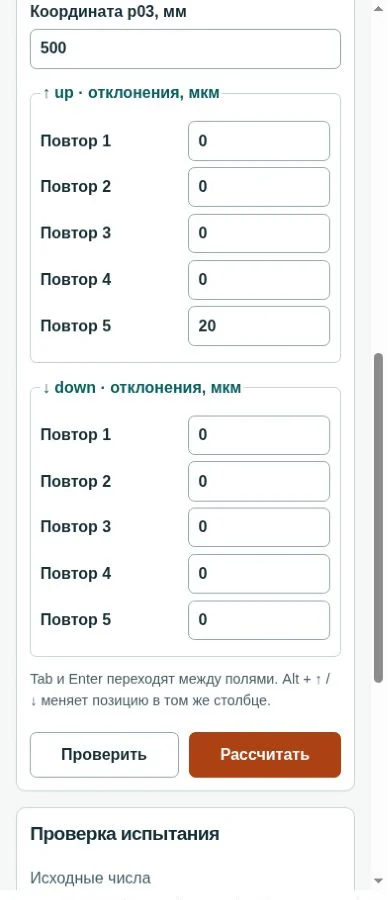 Координата p03, мм
500
↑ up · отклонения, мкм
Повтор 1 0
Повтор 2 0
Повтор 3 0
Повтор 4 0
Повтор 5 20
↓ down · отклонения, мкм
Повтор 1 0
Повтор 2 0
Повтор 3 0
Повтор 4 0
Повтор 5 0
Tab и Enter переходят между полями. Alt + ↑ /
↓ меняет позицию в том же столбце.
Проверить Рассчитать
Проверка испытания
Исходные числа